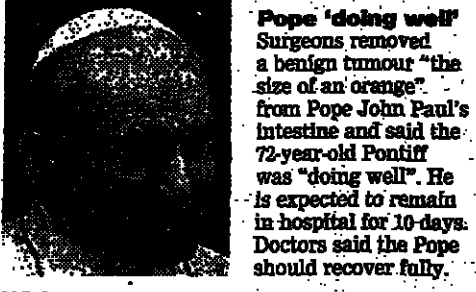 Pope 'doing well'
Surgeons removed
a benign tumour "the
size of an orange"
from Pope John Paul's
intestine and said the
72-year-old Pontiff
was "doing well". He
is expected to remain
in hospital for 10 days.
Doctors said the Pope
should recover fully.